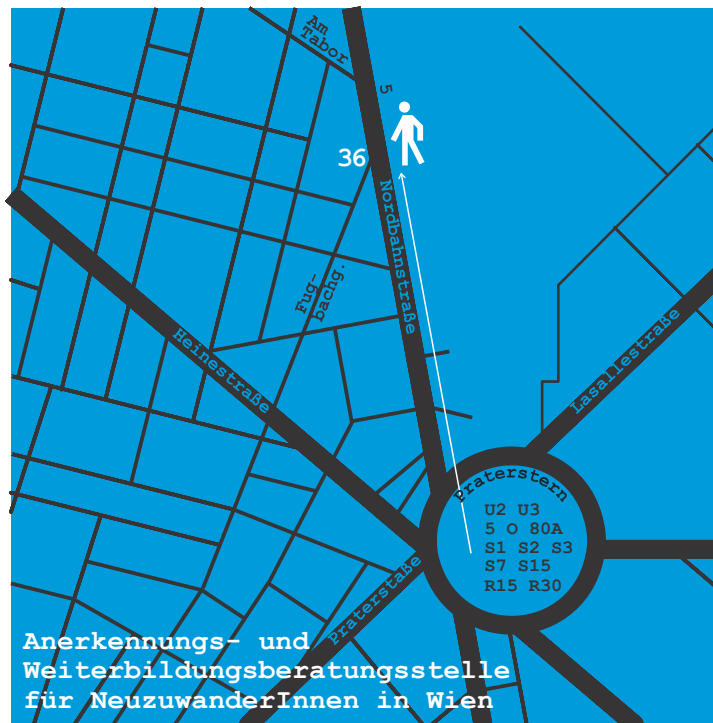 Am
Tabor
5
36
Nordbahnstraße
Fug-
bachg.
Heinestraße
Lasallestraße
Praterstern
U2 U3
5 O 80A
S1 S2 S3
S7 S15
R15 R30
Praterstaße
Anerkennungs- und
Weiterbildungsberatungsstelle
für NeuzuwanderInnen in Wien